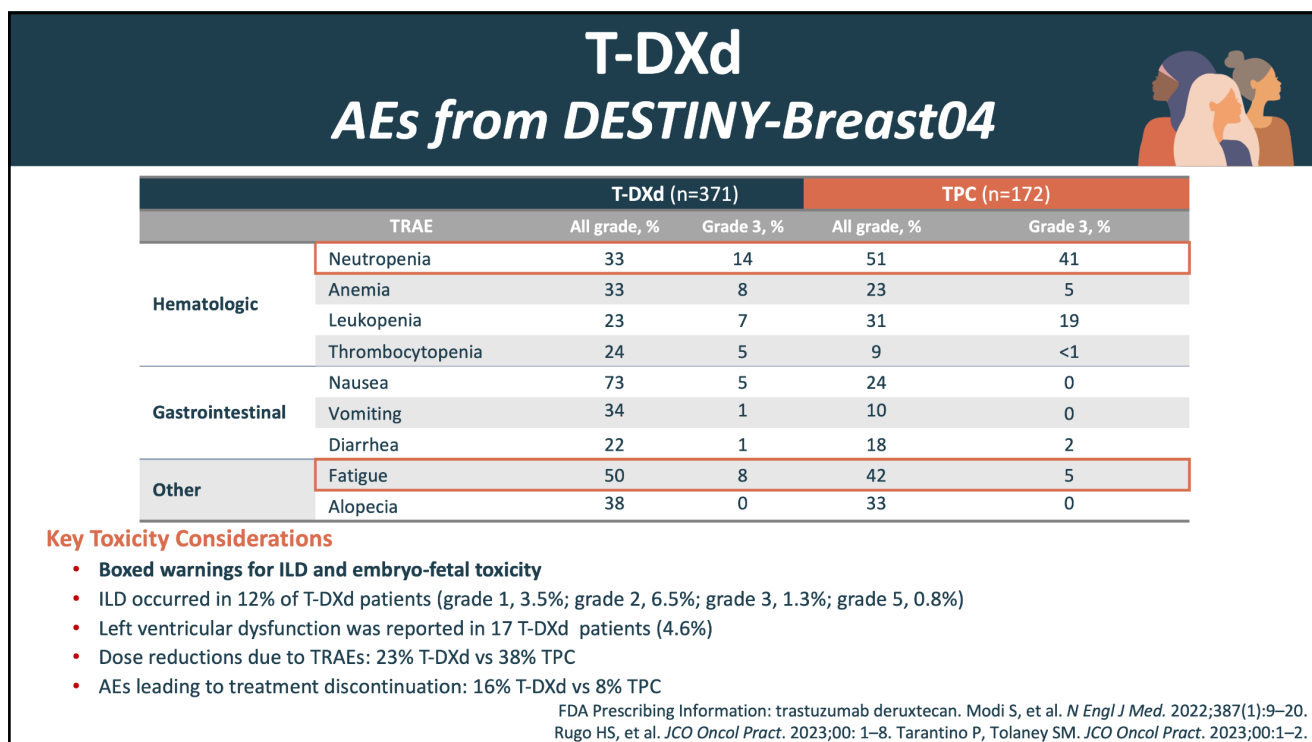 T-DXd
AEs from DESTINY-Breast04
T-DXd (n=371) TPC (n=172)
TRAE All grade, % Grade 3, % All grade, % Grade 3, %
Hematologic
Neutropenia 33 14 51 41
Anemia 33 8 23 5
Leukopenia 23 7 31 19
Thrombocytopenia 24 5 9 <1
Gastrointestinal
Nausea 73 5 24 0
Vomiting 34 1 10 0
Diarrhea 22 1 18 2
Other
Fatigue 50 8 42 5
Alopecia 38 0 33 0
Key Toxicity Considerations
• Boxed warnings for ILD and embryo-fetal toxicity
• ILD occurred in 12% of T-DXd patients (grade 1, 3.5%; grade 2, 6.5%; grade 3, 1.3%; grade 5, 0.8%)
• Left ventricular dysfunction was reported in 17 T-DXd patients (4.6%)
• Dose reductions due to TRAEs: 23% T-DXd vs 38% TPC
• AEs leading to treatment discontinuation: 16% T-DXd vs 8% TPC
FDA Prescribing Information: trastuzumab deruxtecan. Modi S, et al. N Engl J Med. 2022;387(1):9–20.
Rugo HS, et al. JCO Oncol Pract. 2023;00: 1–8. Tarantino P, Tolaney SM. JCO Oncol Pract. 2023;00:1–2.